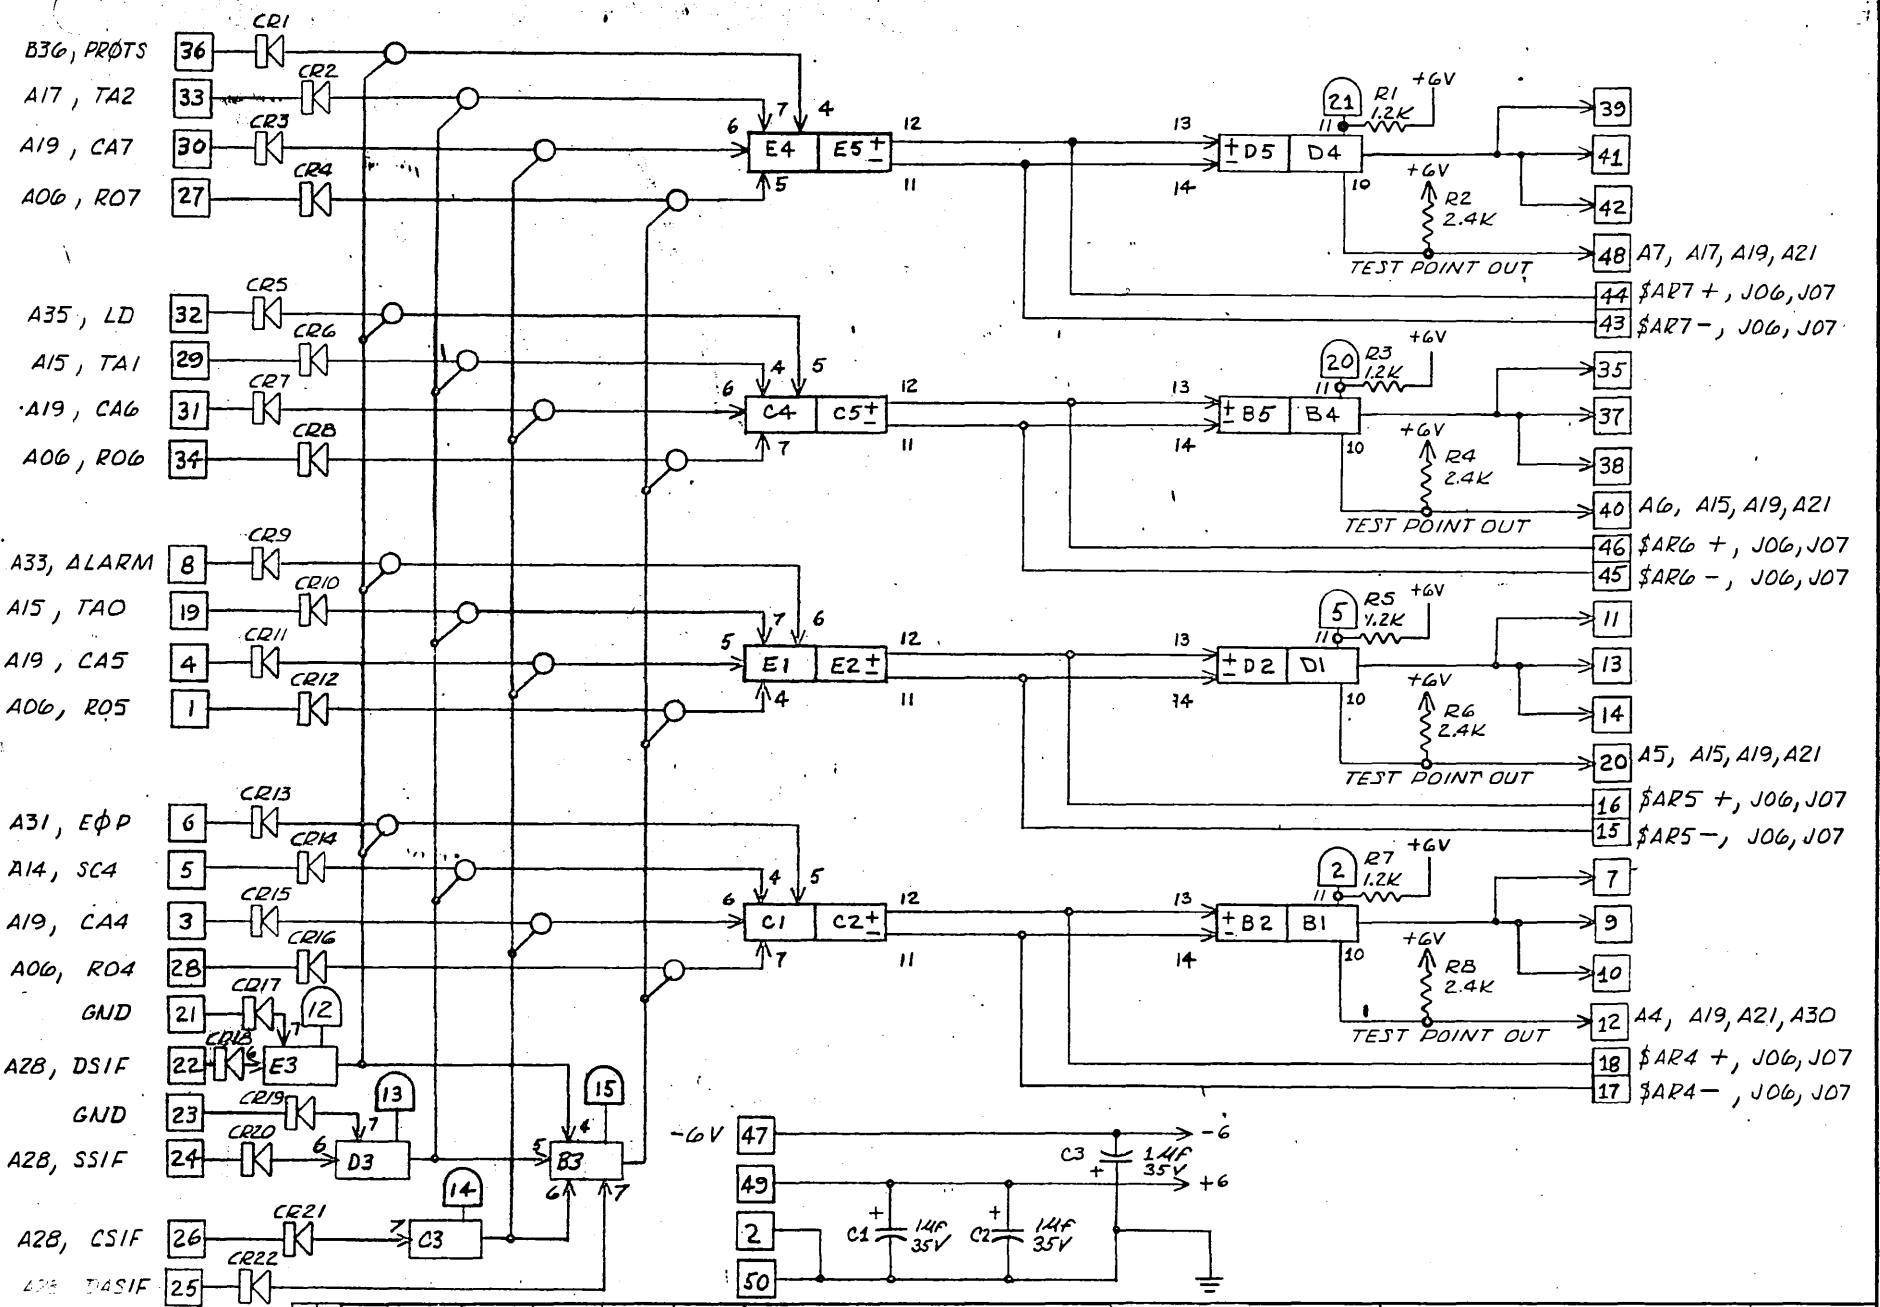 CR1
B36, PRØTS 36
CR2
A17, TA2 33
CR3
A19, CA7 30
CR4
A06, R07 27
7 4
6 E4 E5 + -
5
12
11
13
14
+ - D5 D4
21
11
R1
1.2K
+6V
10
+6V
R2
2.4K
TEST POINT OUT
39
41
42
48 A7, A17, A19, A21
44 $AR7 +, J06, J07
43 $AR7 -, J06, J07
CR5
A35, LD 32
CR6
A15, TA1 29
CR7
A19, CA6 31
CR8
A06, R06 34
4 5
6 C4 C5 + -
7
12
11
13
14
+ - B5 B4
20
11
R3
1.2K
+6V
10
+6V
R4
2.4K
TEST POINT OUT
35
37
38
40 A6, A15, A19, A21
46 $AR6 +, J06, J07
45 $AR6 -, J06, J07
CR9
A33, ALARM 8
CR10
A15, TA0 19
CR11
A19, CA5 4
CR12
A06, R05 1
7 6
5 E1 E2 + -
4
12
11
13
14
+ - D2 D1
5
11
R5
1.2K
+6V
10
+6V
R6
2.4K
TEST POINT OUT
11
13
14
20 A5, A15, A19, A21
16 $AR5 +, J06, J07
15 $AR5 -, J06, J07
CR13
A31, EØP 6
CR14
A14, SC4 5
CR15
A19, CA4 3
CR16
A06, R04 28
4 5
6 C1 C2 + -
7
12
11
13
14
+ - B2 B1
2
11
R7
1.2K
+6V
10
+6V
R8
2.4K
TEST POINT OUT
7
9
10
12 A4, A19, A21, A30
18 $AR4 +, J06, J07
17 $AR4 -, J06, J07
CR17
GND 21
12
7
CR18
A28, DSIF 22
6 E3
CR19
GND 23
13
7
CR20
A28, SSIF 24
6 D3
15
4
5 B3
6 7
14
CR21
A28, CSIF 26
7 C3
CR22
A28 DASIF 25
-6V 47 -6
C3 + 1UF 35V
49 +6
2
C1 + 1UF 35V
C2 + 1UF 35V
50